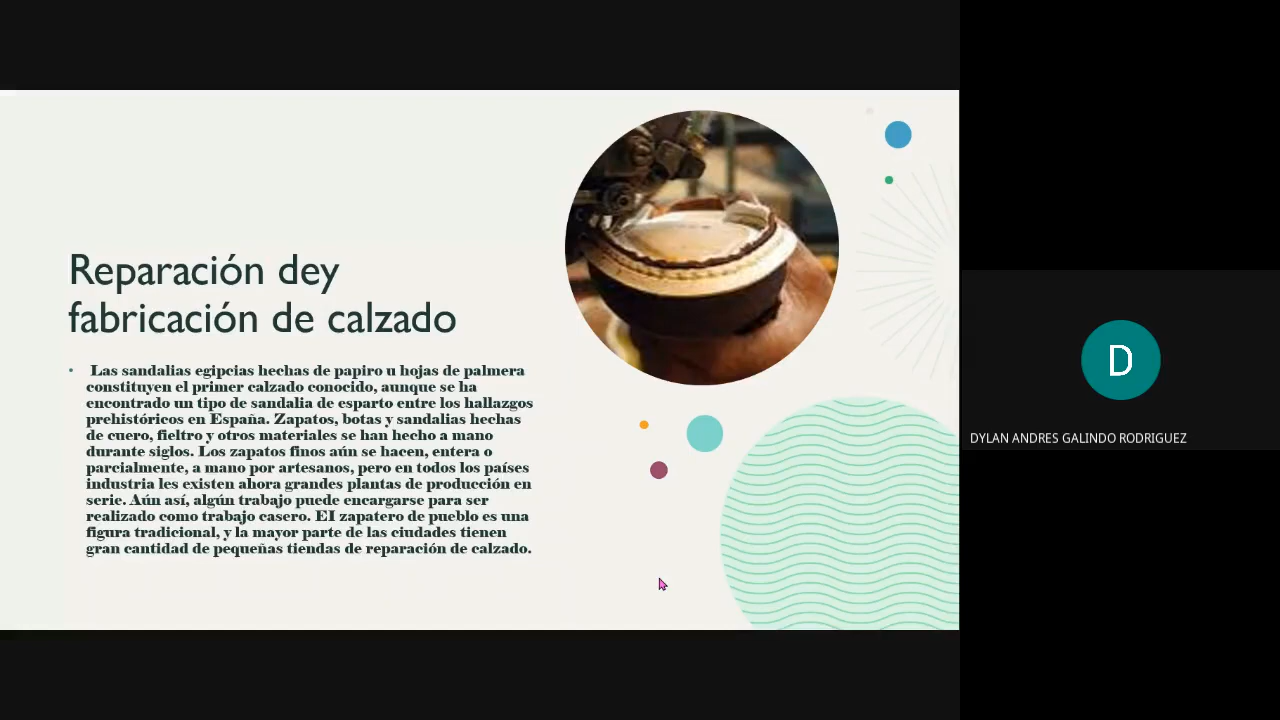 Reparación dey
fabricación de calzado
• Las sandalias egipcias hechas de papiro u hojas de palmera
constituyen el primer calzado conocido, aunque se ha
encontrado un tipo de sandalia de esparto entre los hallazgos
prehistóricos en España. Zapatos, botas y sandalias hechas
de cuero, fieltro y otros materiales se han hecho a mano
durante siglos. Los zapatos finos aún se hacen, entera o
parcialmente, a mano por artesanos, pero en todos los países
industria les existen ahora grandes plantas de producción en
serie. Aún así, algún trabajo puede encargarse para ser
realizado como trabajo casero. EI zapatero de pueblo es una
figura tradicional, y la mayor parte de las ciudades tienen
gran cantidad de pequeñas tiendas de reparación de calzado.
D
DYLAN ANDRES GALINDO RODRIGUEZ